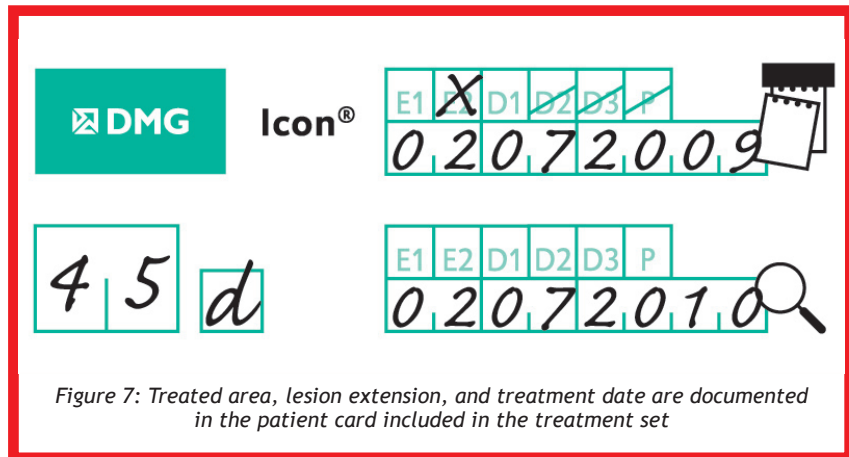 DMG Icon® E1 E2 D1 D2 D3 P
02072009
45 d E1 E2 D1 D2 D3 P
02072010
Figure 7: Treated area, lesion extension, and treatment date are documented
in the patient card included in the treatment set